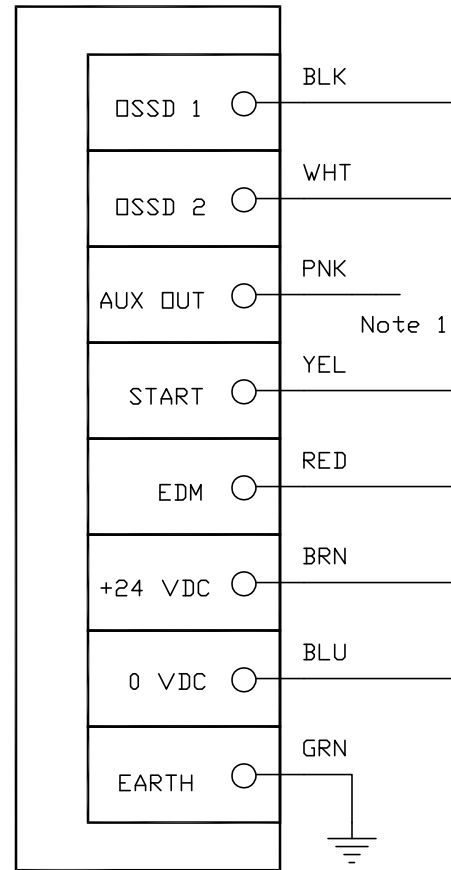 BLK
OSSD 1
WHT
OSSD 2
PNK
AUX OUT
Note 1
YEL
START
RED
EDM
BRN
+24 VDC
BLU
0 VDC
GRN
EARTH